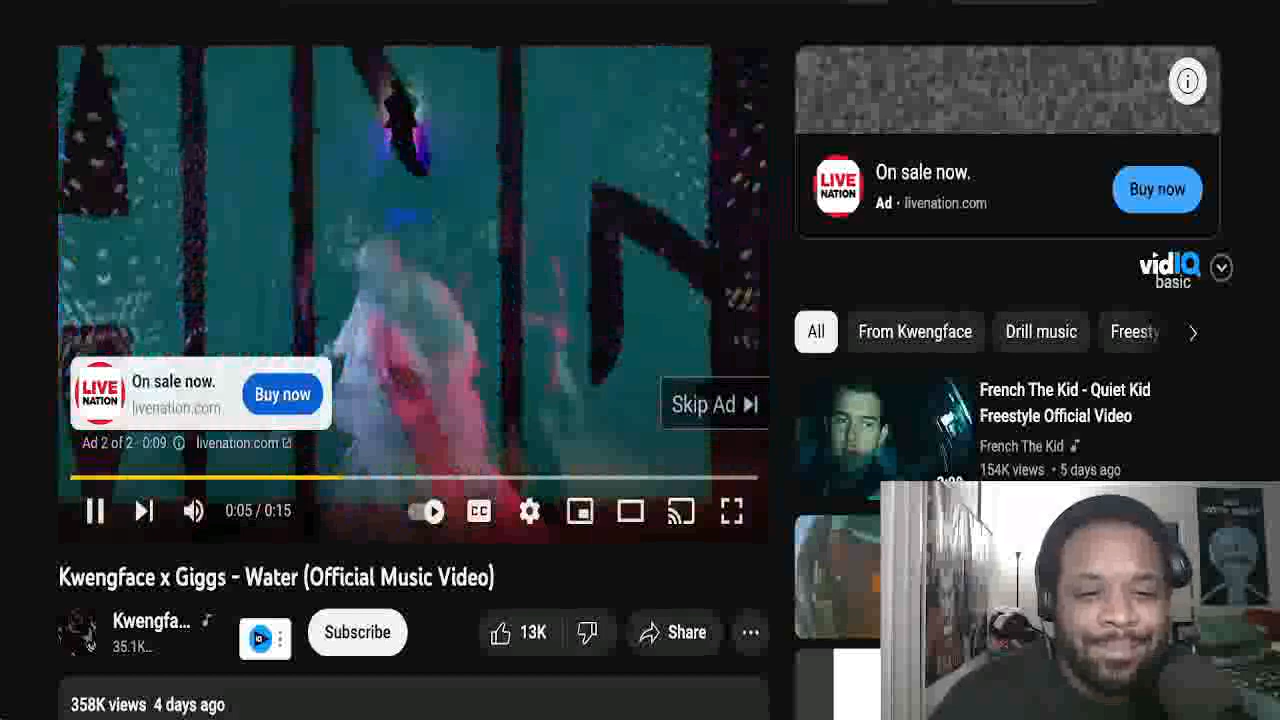 LIVE
NATION
On sale now.
livenation.com
Buy now
Skip Ad
Ad 2 of 2 · 0:09
livenation.com
0:05 / 0:15
CC
Kwengface x Giggs - Water (Official Music Video)
Kwengfa...
35.1K..
Subscribe
13K
Share
358K views 4 days ago
LIVE
NATION
On sale now.
Ad · livenation.com
Buy now
vidIQ
basic
All
From Kwengface
Drill music
Freesty
French The Kid - Quiet Kid
Freestyle Official Video
French The Kid
154K views · 5 days ago